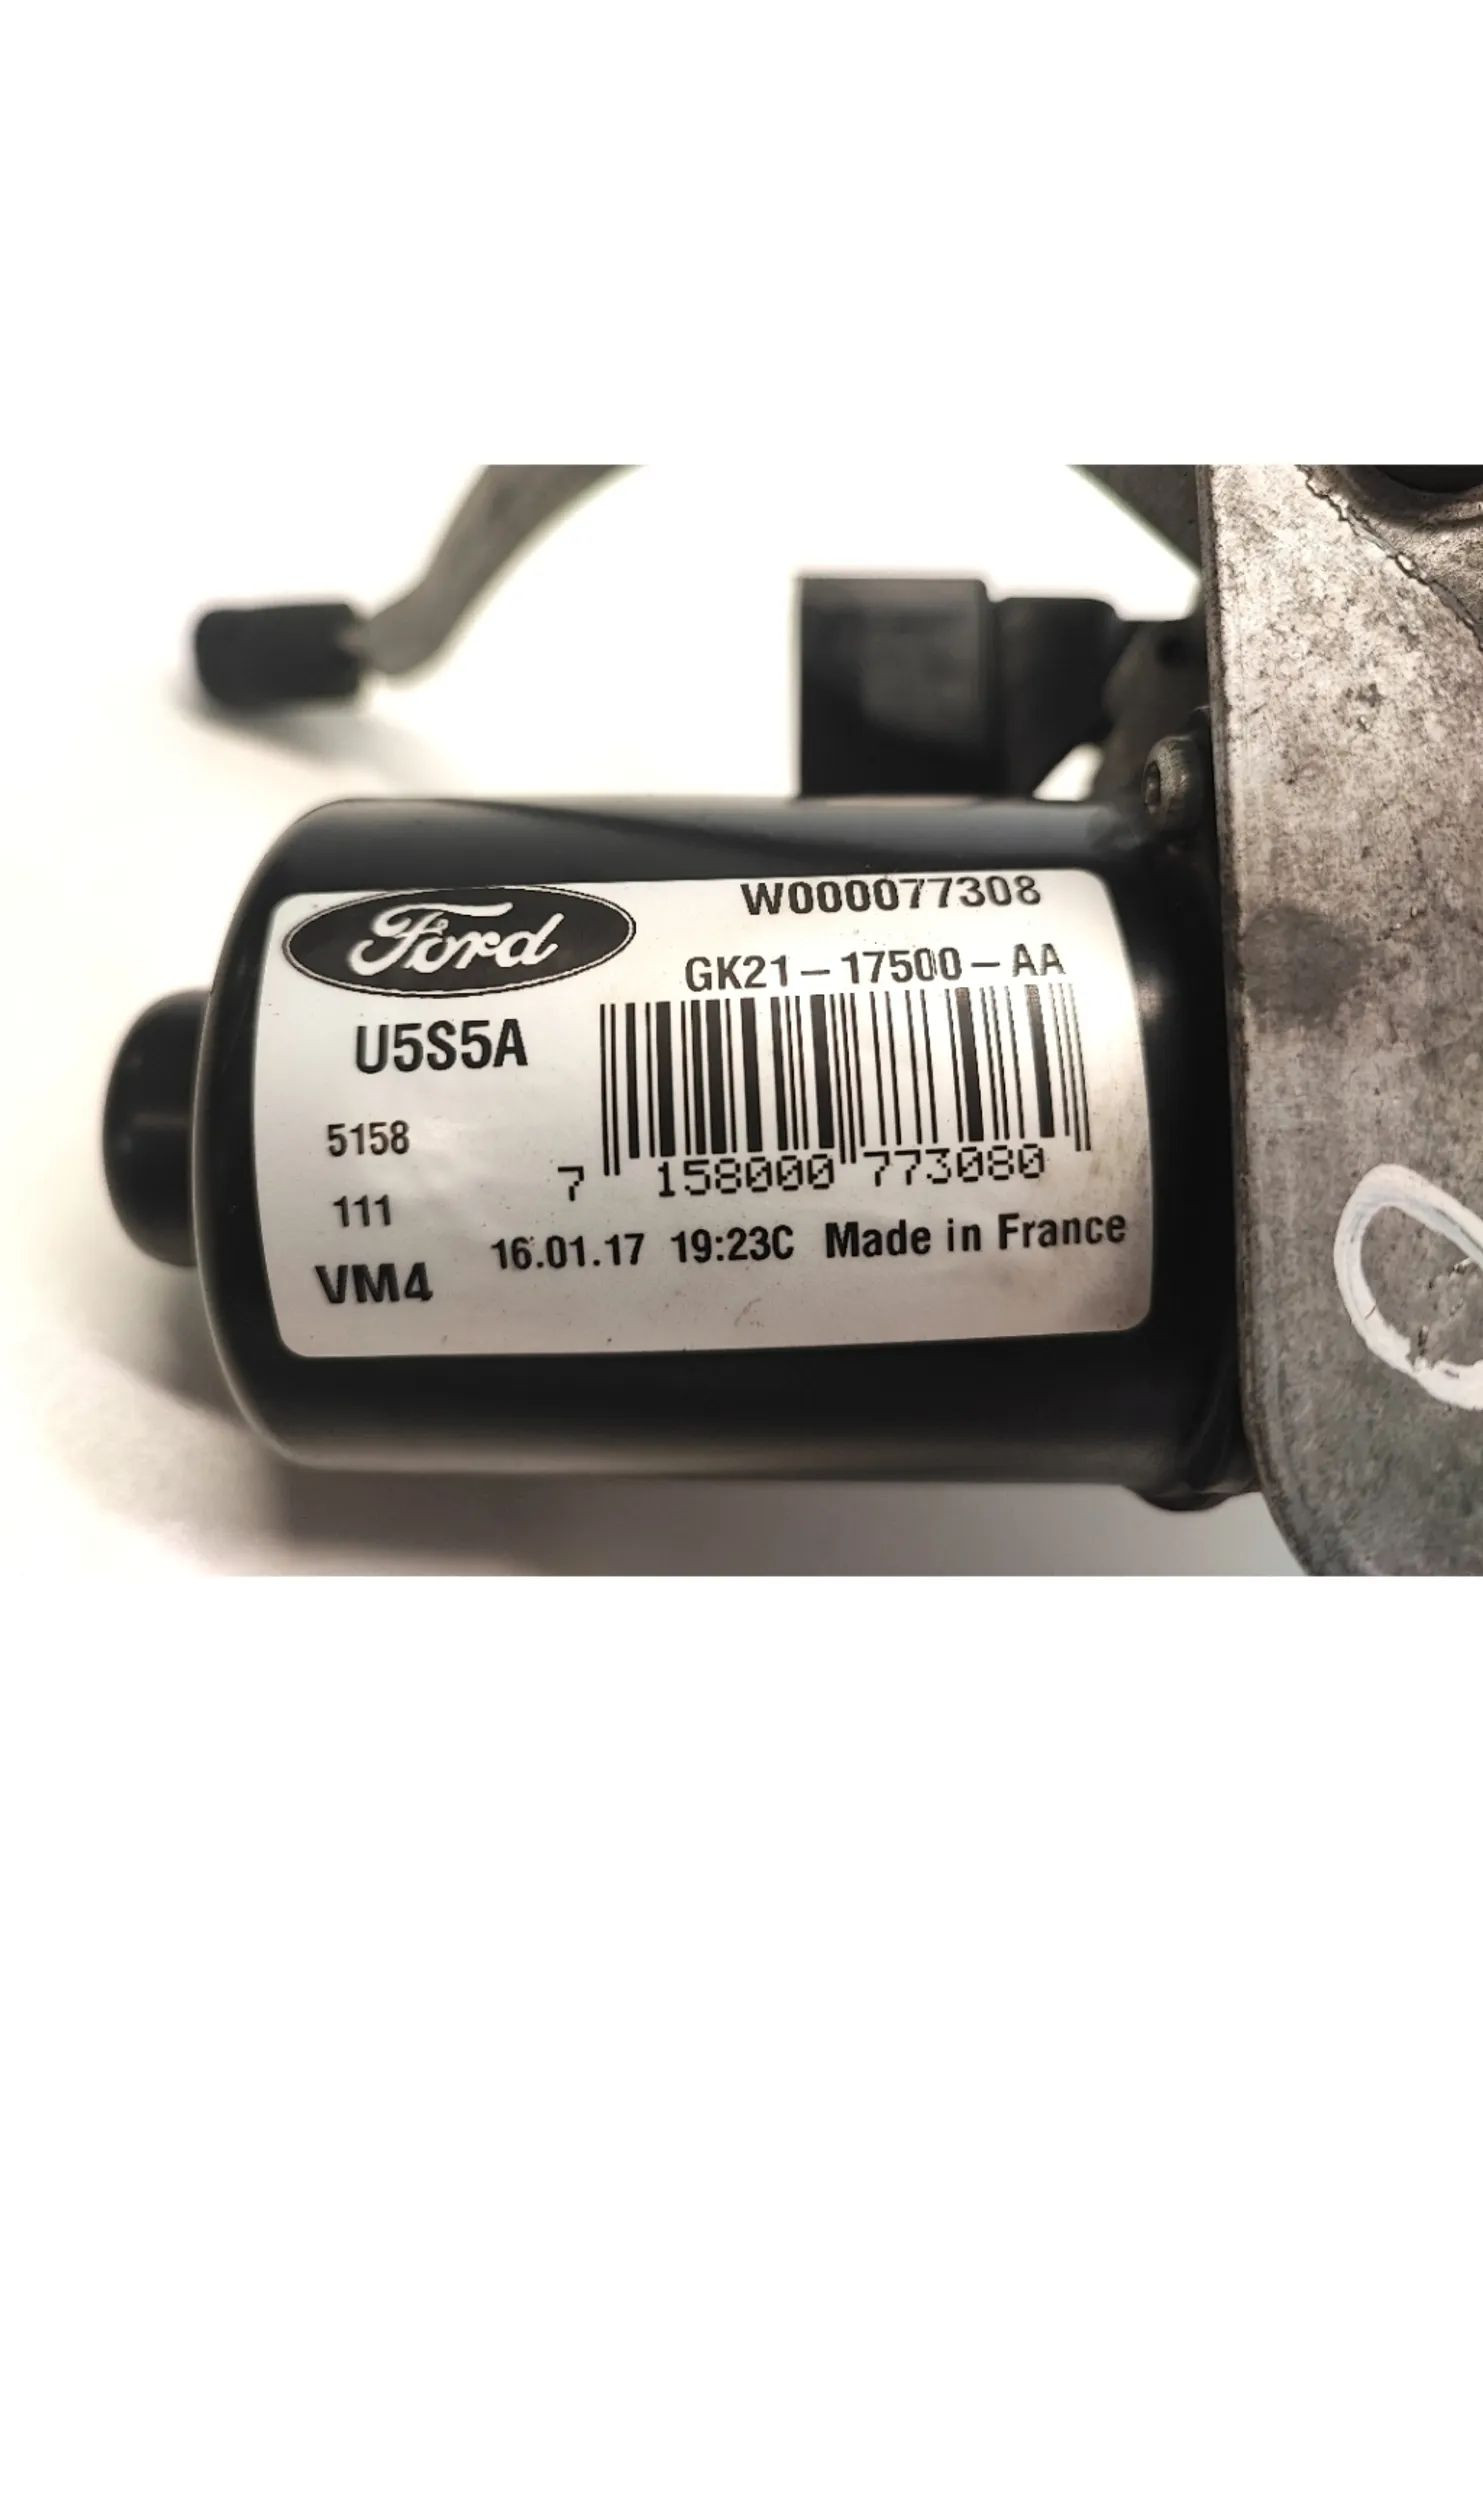 Ford
W000077308
GK21-17500-AA
U5S5A
5158
7 158000 773080
111
16.01.17 19:23C Made in France
VM4